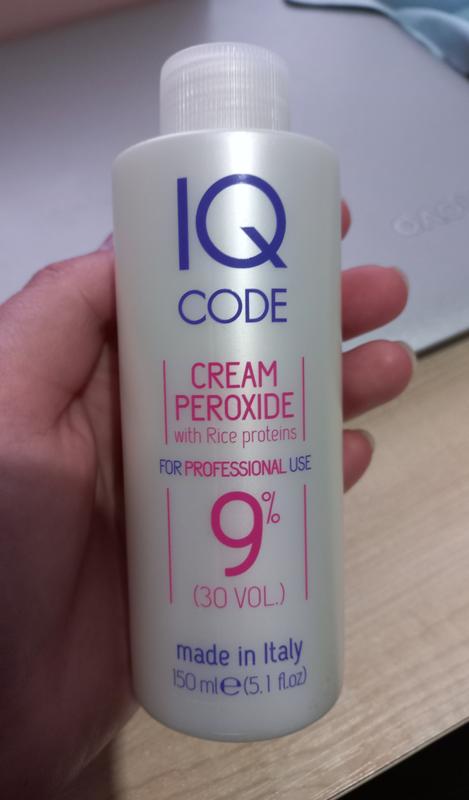 IQ
CODE
CREAM
PEROXIDE
with Rice proteins
FOR PROFESSIONAL USE
9%
(30 VOL.)
made in Italy
150 ml℮(5.1 fl.oz)